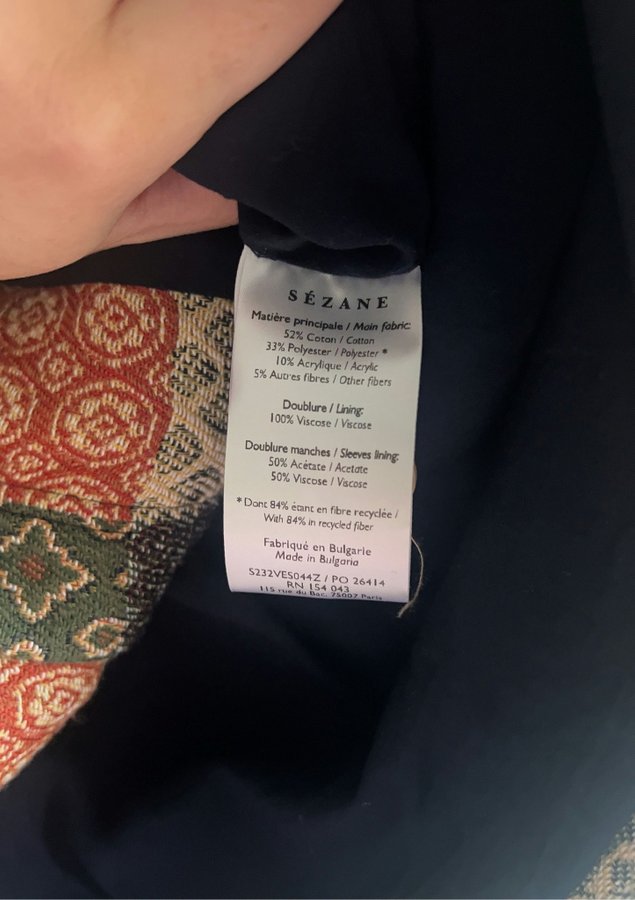 SÉZANE
Matière principale / Main fabric:
52% Coton / Cotton
33% Polyester / Polyester *
10% Acrylique / Acrylic
5% Autres fibres / Other fibers
Doublure / Lining:
100% Viscose / Viscose
Doublure manches / Sleeves lining:
50% Acétate / Acetate
50% Viscose / Viscose
* Dont 84% étant en fibre recyclée /
With 84% in recycled fiber
Fabriqué en Bulgarie
Made in Bulgaria
S232VES044Z / PO 26414
RN 154 043
115 rue du Bac, 75007 Paris